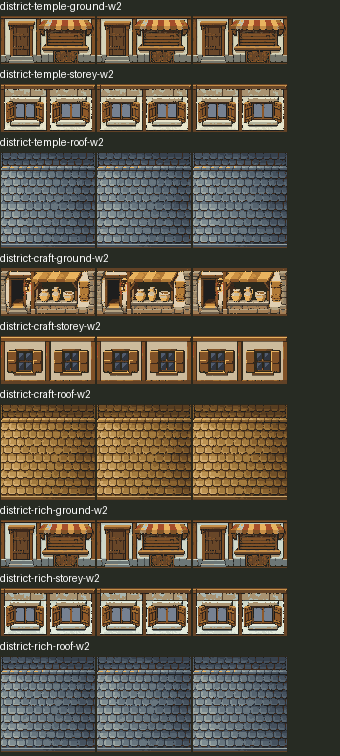 district-temple-ground-w2
district-temple-storey-w2
district-temple-roof-w2
district-craft-ground-w2
district-craft-storey-w2
district-craft-roof-w2
district-rich-ground-w2
district-rich-storey-w2
district-rich-roof-w2